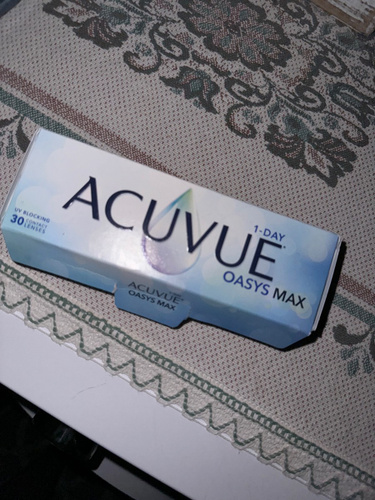 ACUVUE
1-DAY
OASYS MAX
UV BLOCKING
30 CONTACT
LENSES
ACUVUE
OASYS MAX